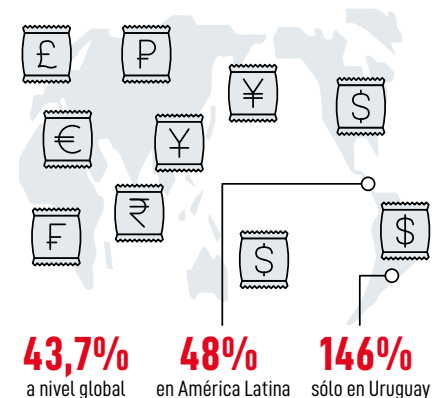 £ ₽
¥ $
€ ¥
₹
₣ $ $
43,7% 48% 146%
a nivel global en América Latina sólo en Uruguay